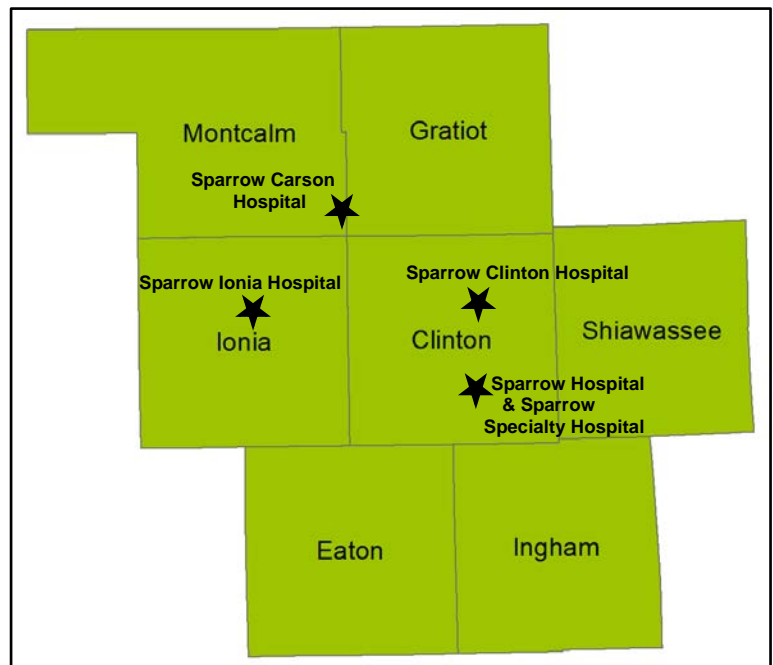 Montcalm
Gratiot
Sparrow Carson
Hospital
Sparrow Ionia Hospital
Sparrow Clinton Hospital
Ionia
Clinton
Shiawassee
Sparrow Hospital
& Sparrow
Specialty Hospital
Eaton
Ingham